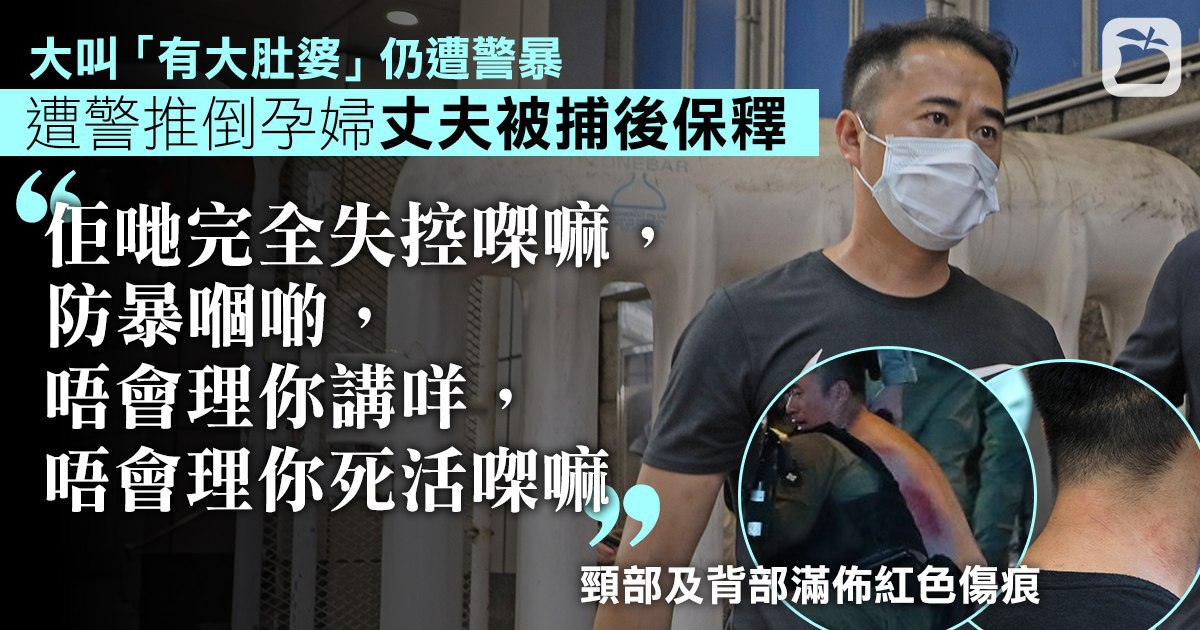 大叫「有大肚婆」仍遭警暴
遭警推倒孕婦丈夫被捕後保釋
“佢哋完全失控㗎嘛，
防暴嗰啲，
唔會理你講咩，
唔會理你死活㗎嘛”
頸部及背部滿佈紅色傷痕